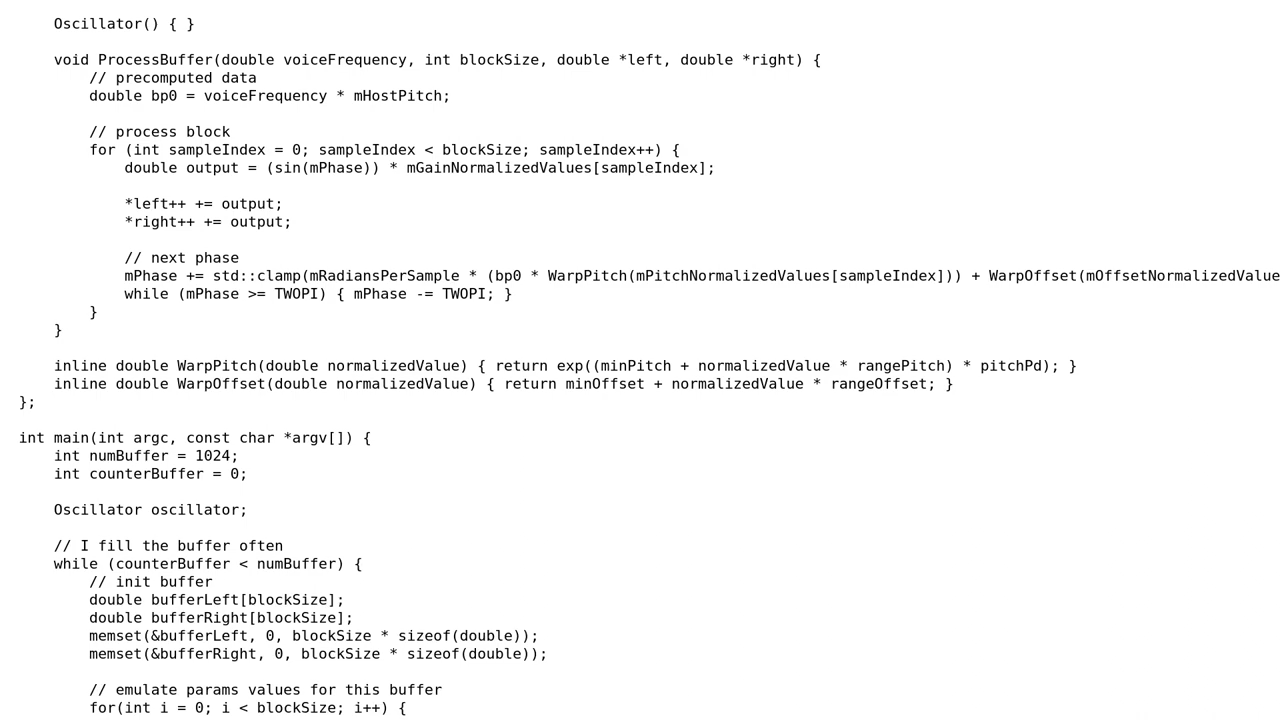 Oscillator() { }
void ProcessBuffer(double voiceFrequency, int blockSize, double *left, double *right) {
// precomputed data
double bp0 = voiceFrequency * mHostPitch;
// process block
for (int sampleIndex = 0; sampleIndex < blockSize; sampleIndex++) {
double output = (sin(mPhase)) * mGainNormalizedValues[sampleIndex];
*left++ += output;
*right++ += output;
// next phase
mPhase += std::clamp(mRadiansPerSample * (bp0 * WarpPitch(mPitchNormalizedValues[sampleIndex])) + WarpOffset(mOffsetNormalizedValue
while (mPhase >= TWOPI) { mPhase -= TWOPI; }
}
}
inline double WarpPitch(double normalizedValue) { return exp((minPitch + normalizedValue * rangePitch) * pitchPd); }
inline double WarpOffset(double normalizedValue) { return minOffset + normalizedValue * rangeOffset; }
};
int main(int argc, const char *argv[]) {
int numBuffer = 1024;
int counterBuffer = 0;
Oscillator oscillator;
// I fill the buffer often
while (counterBuffer < numBuffer) {
// init buffer
double bufferLeft[blockSize];
double bufferRight[blockSize];
memset(&bufferLeft, 0, blockSize * sizeof(double));
memset(&bufferRight, 0, blockSize * sizeof(double));
// emulate params values for this buffer
for(int i = 0; i < blockSize; i++) {